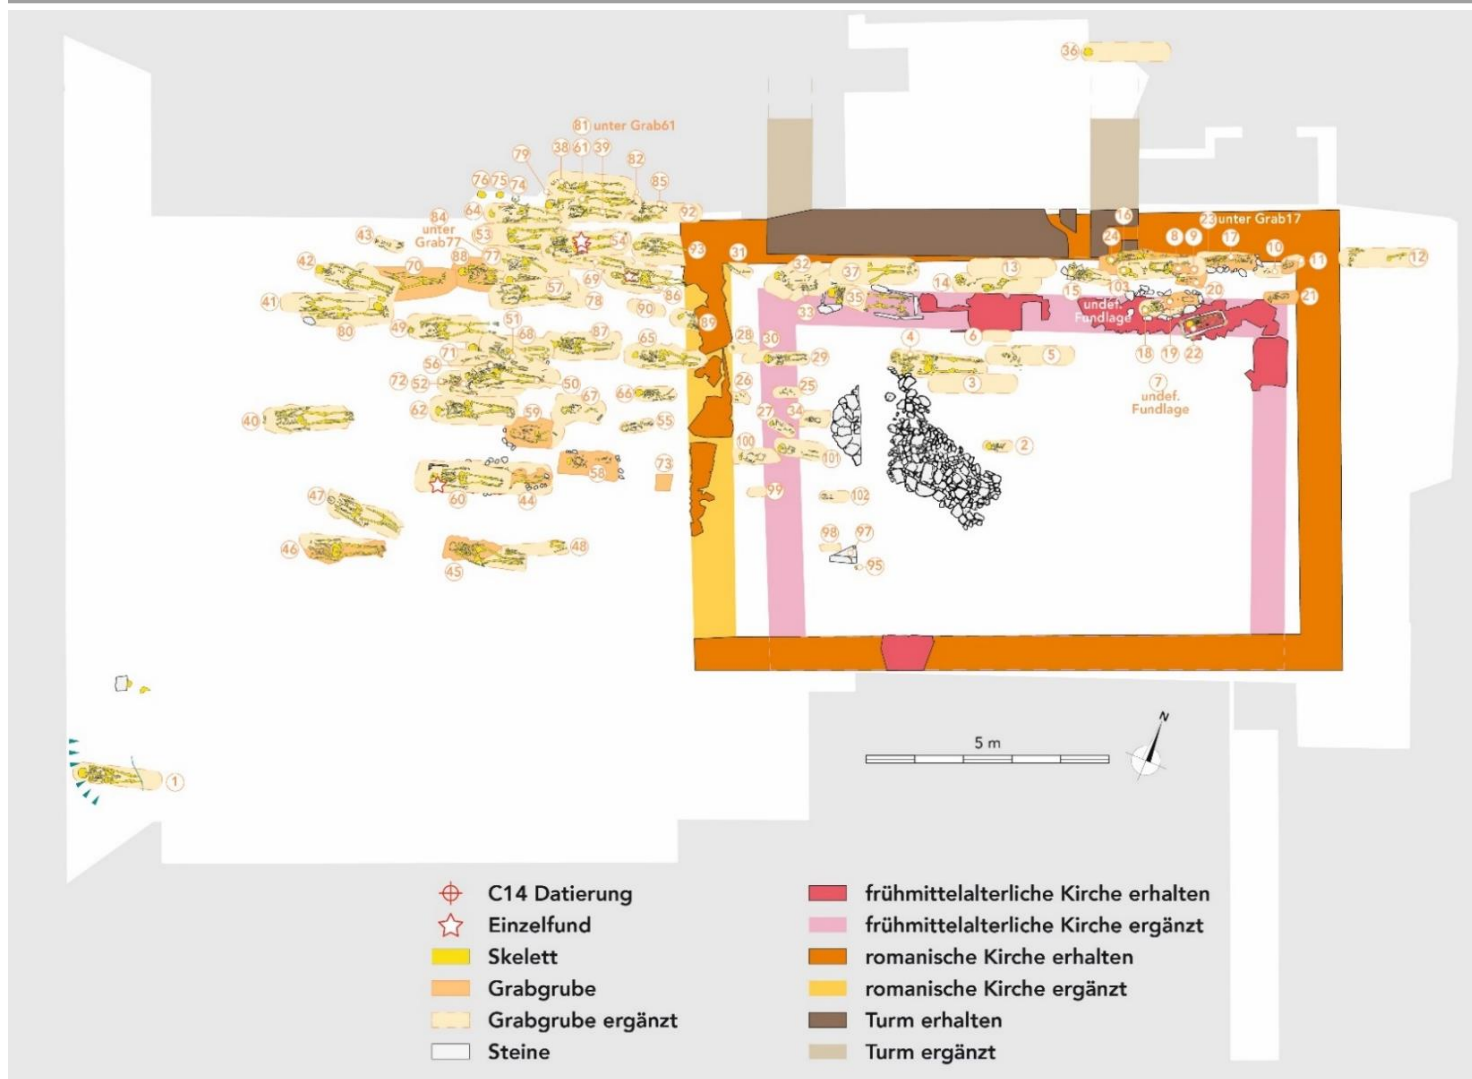 36
81 unter Grab61
79 38 61 39 82
76 75 74 85
64 92
84
unter
Grab77
53 54
43 88 77 93 31
42 70 69
41 57 78 86
80 90 89
49 51 68 87 65
71 56
72 52 50
62 67 66
40 59 55
58 73
60 44
47
46 45 48
16
23 unter Grab17
24 8 9 17 10 11 12
32 37 13
14 15 103 20
33 35 21
undef.
Fundlage
28 30 29 4 6 5
18 19 22
26 25 3
7
undef.
Fundlage
27 34
100 101 2
99 102
98 97
95
1
5 m
N
C14 Datierung
Einzelfund
Skelett
Grabgrube
Grabgrube ergänzt
Steine
frühmittelalterliche Kirche erhalten
frühmittelalterliche Kirche ergänzt
romanische Kirche erhalten
romanische Kirche ergänzt
Turm erhalten
Turm ergänzt